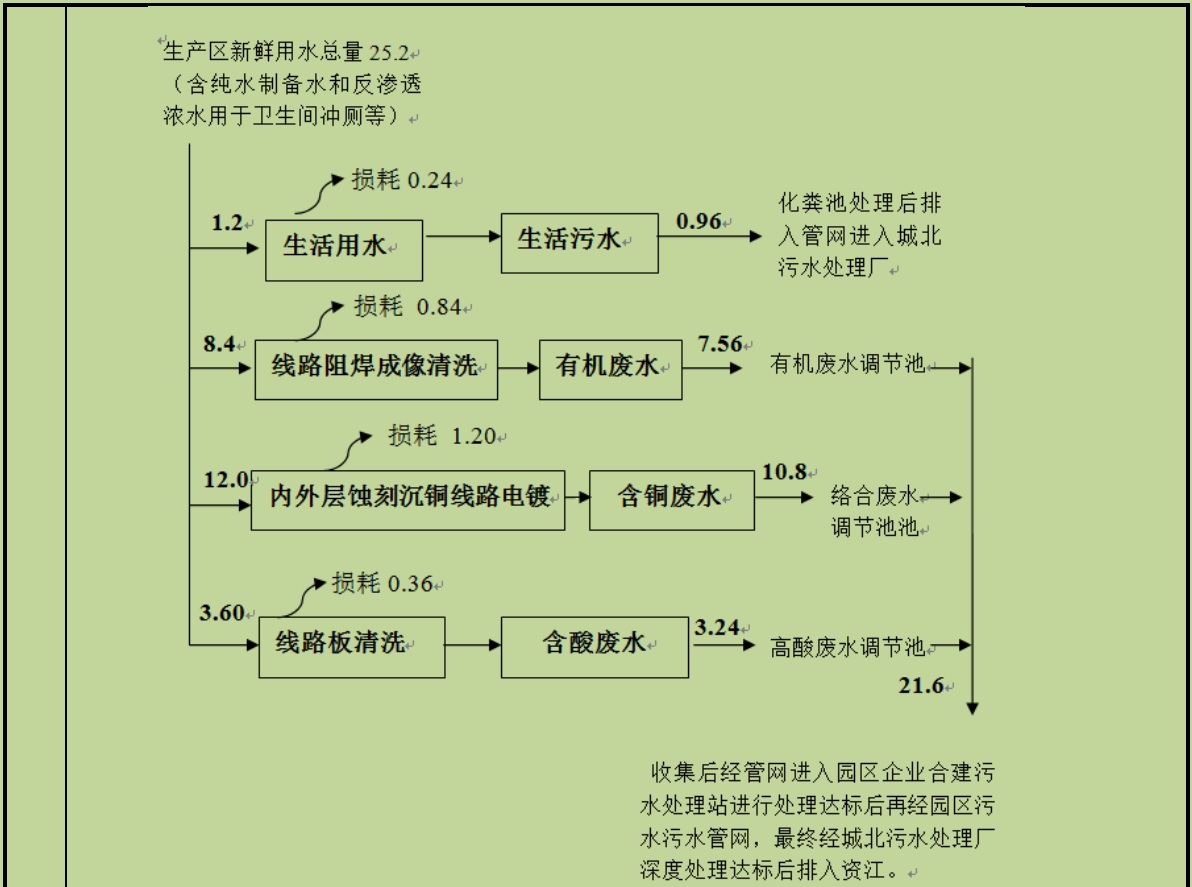 生产区新鲜用水总量 25.2
（含纯水制备水和反渗透
浓水用于卫生间冲厕等）
损耗 0.24
1.2
生活用水
生活污水
0.96
化粪池处理后排
入管网进入城北
污水处理厂
损耗 0.84
8.4
线路阻焊成像清洗
有机废水
7.56
有机废水调节池
损耗 1.20
12.0
内外层蚀刻沉铜线路电镀
含铜废水
10.8
络合废水
调节池池
损耗 0.36
3.60
线路板清洗
含酸废水
3.24
高酸废水调节池
21.6
收集后经管网进入园区企业合建污
水处理站进行处理达标后再经园区污
水污水管网，最终经城北污水处理厂
深度处理达标后排入资江。